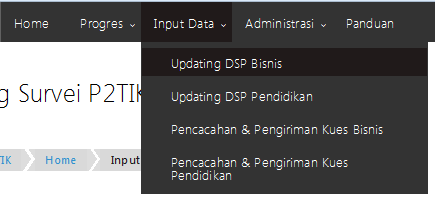 Home Progres Input Data Administrasi Panduan
Updating DSP Bisnis
g Survei P2TIK
Updating DSP Pendidikan
Pencacahan & Pengiriman Kues Bisnis
TIK Home Input
Pencacahan & Pengiriman Kues
Pendidikan